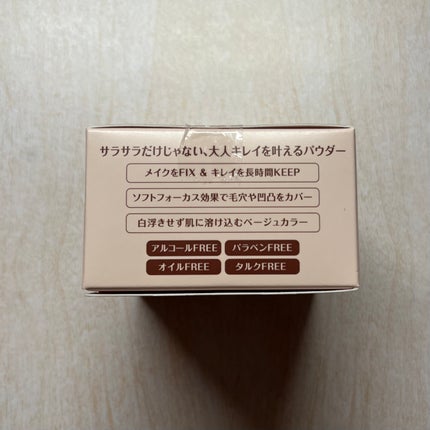 サラサラだけじゃない、大人キレイを叶えるパウダー
メイクをFIX & キレイを長時間KEEP
ソフトフォーカス効果で毛穴や凹凸をカバー
白浮きせず肌に溶け込むベージュカラー
アルコールFREE パラベンFREE
オイルFREE タルクFREE